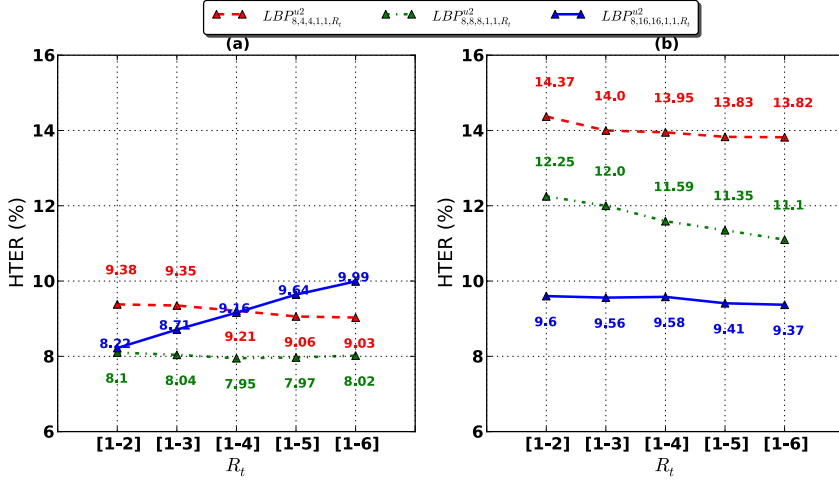 LBP^{u2}_{8,4,4,1,1,R_t} LBP^{u2}_{8,8,8,1,1,R_t} LBP^{u2}_{8,16,16,1,1,R_t}
(a)
16
14
12
10
8
6
HTER (%)
9.38 9.35 9.21 9.06 9.03
8.22 8.71 9.16 9.64 9.99
8.1 8.04 7.95 7.97 8.02
[1-2] [1-3] [1-4] [1-5] [1-6]
R_t
(b)
16
14
12
10
8
6
HTER (%)
14.37 14.0 13.95 13.83 13.82
12.25 12.0 11.59 11.35 11.1
9.6 9.56 9.58 9.41 9.37
[1-2] [1-3] [1-4] [1-5] [1-6]
R_t